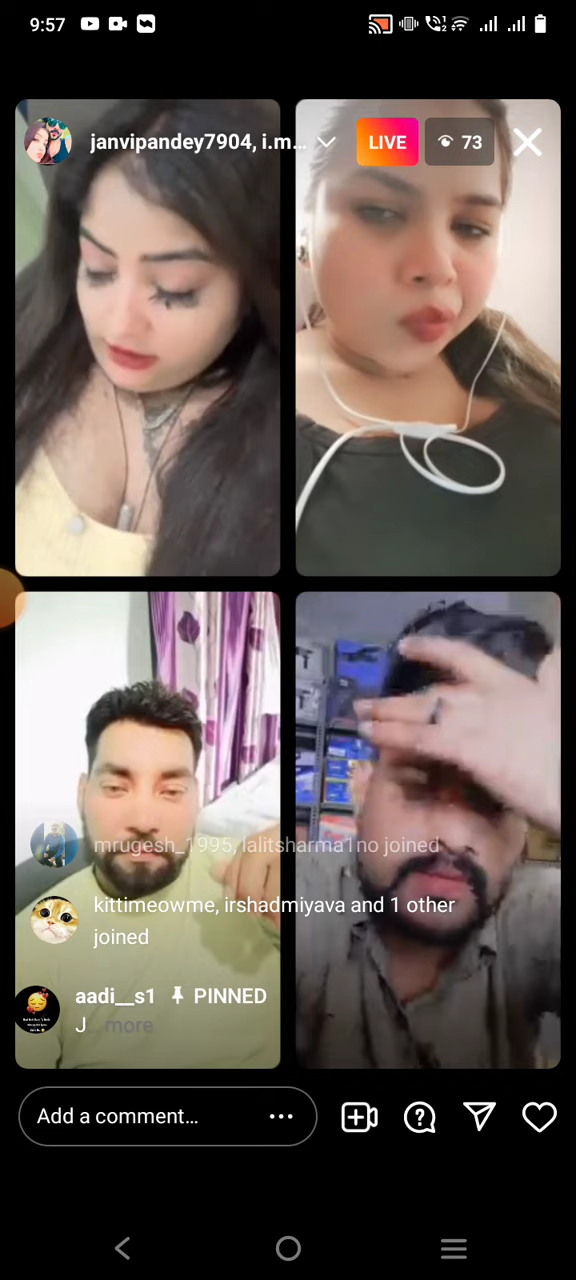 9:57
janvipandey7904, i.m...
LIVE
73
mrugesh_1995, lalitsharma1no joined
kittimeowme, irshadmiyava and 1 other
joined
aadi__s1 PINNED
J ...more
Add a comment...